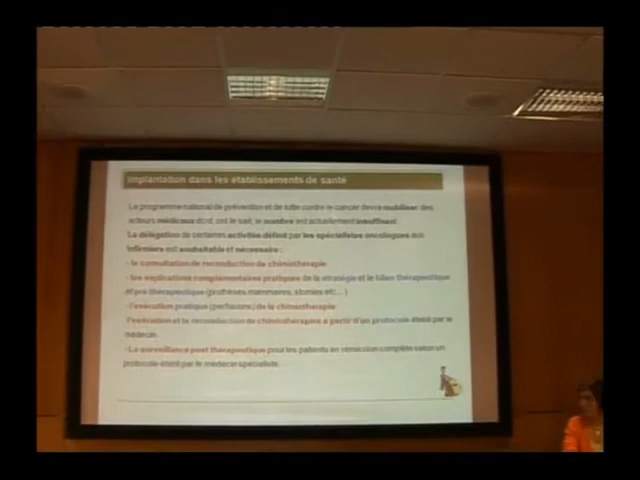 Implantation dans les établissements de santé
Le programme national de prévention et de lutte contre le cancer devra mobiliser des
acteurs médicaux dont, on le sait, le nombre est actuellement insuffisant.
La délégation de certaines activités définit par les spécialistes oncologues aux
infirmiers est souhaitable et nécessaire :
- la consultation de reconduction de chimiothérapie
- les explications complémentaires pratiques de la stratégie et le bilan thérapeutique
et pré thérapeutique (prothèses mammaires, stomies etc…)
- l'exécution pratique (perfusions) de la chimiothérapie
l'exécution et la reconduction de chimiothérapies à partir d'un protocole établi par le
médecin.
- La surveillance post thérapeutique pour les patients en rémission complète selon un
protocole établi par le médecin spécialiste.